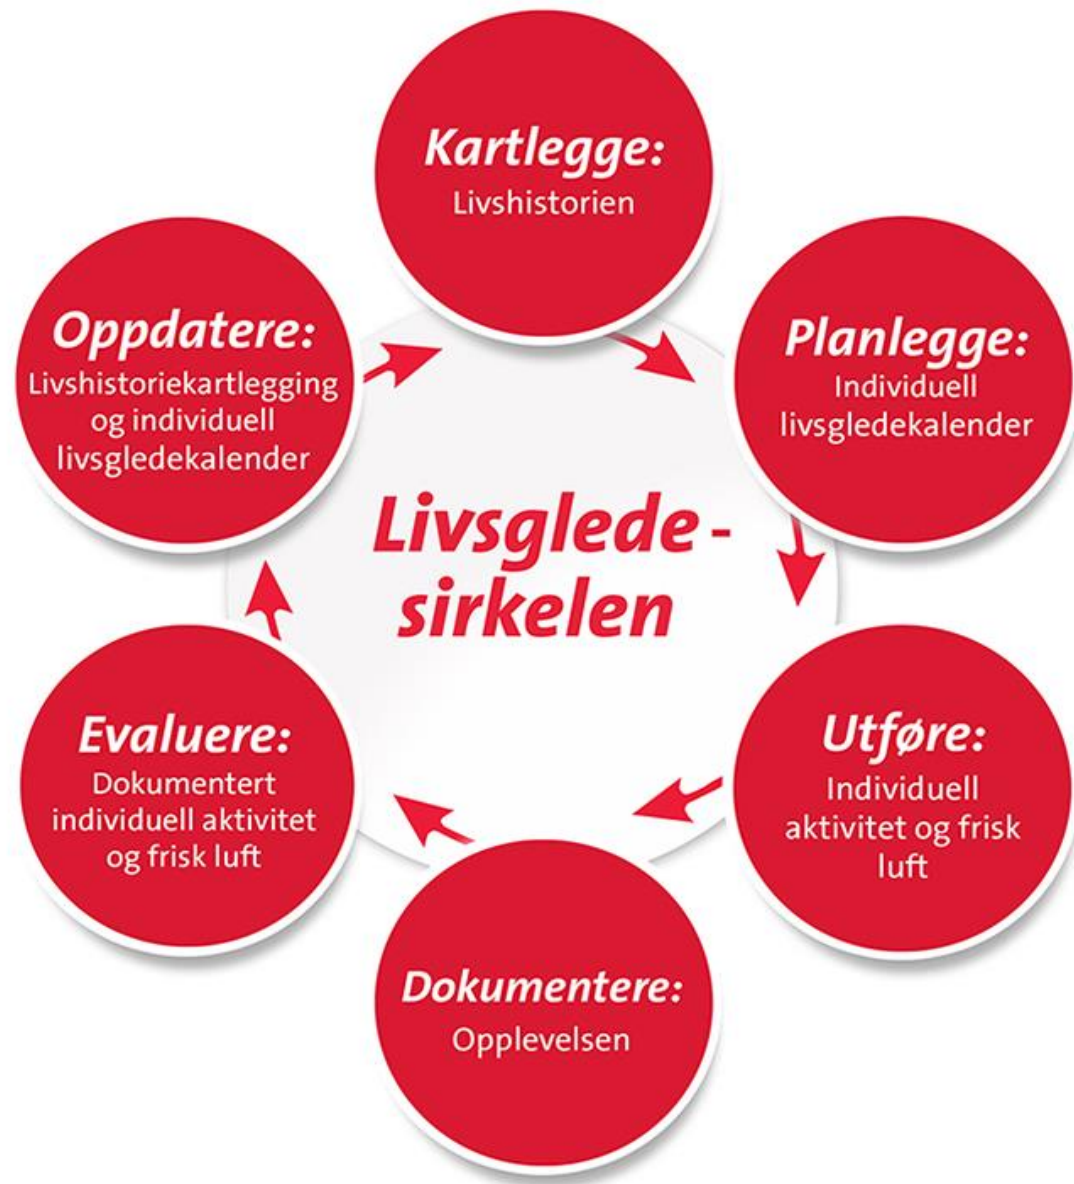 Kartlegge:
Livshistorien
Planlegge:
Individuell
livsgledekalender
Utføre:
Individuell
aktivitet og frisk
luft
Dokumentere:
Opplevelsen
Evaluere:
Dokumentert
individuell aktivitet
og frisk luft
Oppdatere:
Livshistoriekartlegging
og individuell
livsgledekalender
Livsglede-
sirkelen